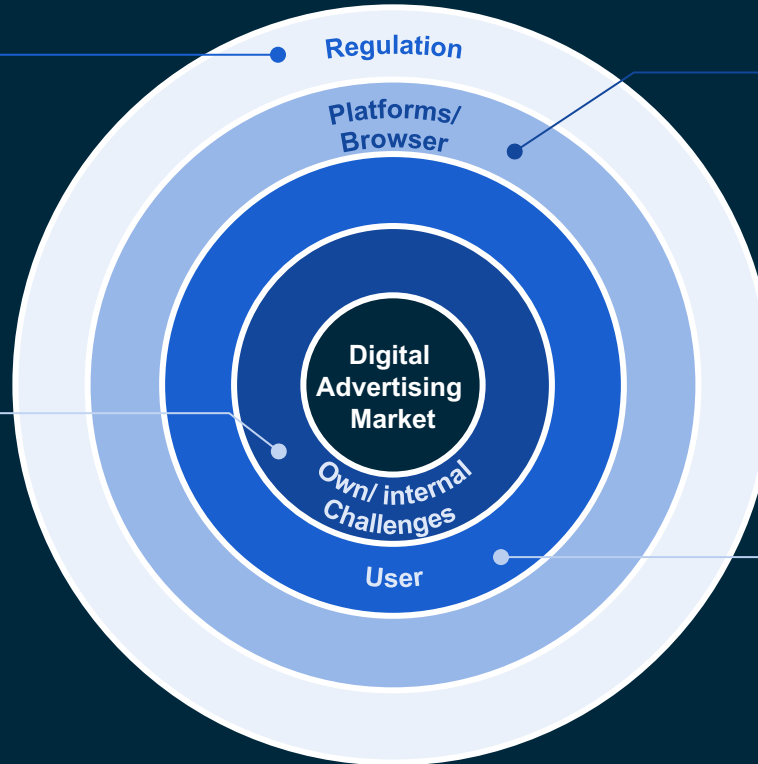 Regulation
Platforms/
Browser
Digital
Advertising
Market
Own/ internal
Challenges
User